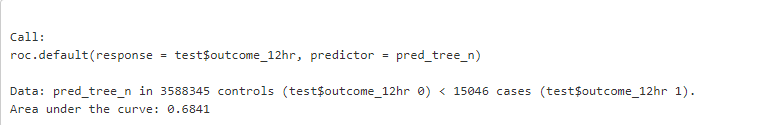 Call:
roc.default(response = test$outcome_12hr, predictor = pred_tree_n)
Data: pred_tree_n in 3588345 controls (test$outcome_12hr 0) < 15046 cases (test$outcome_12hr 1).
Area under the curve: 0.6841